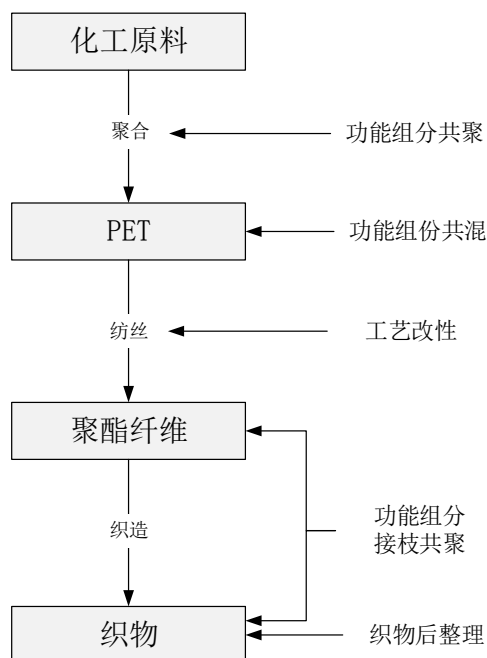 化工原料
聚合
功能组分共聚
PET
功能组份共混
纺丝
工艺改性
聚酯纤维
织造
功能组分
接枝共聚
织物
织物后整理